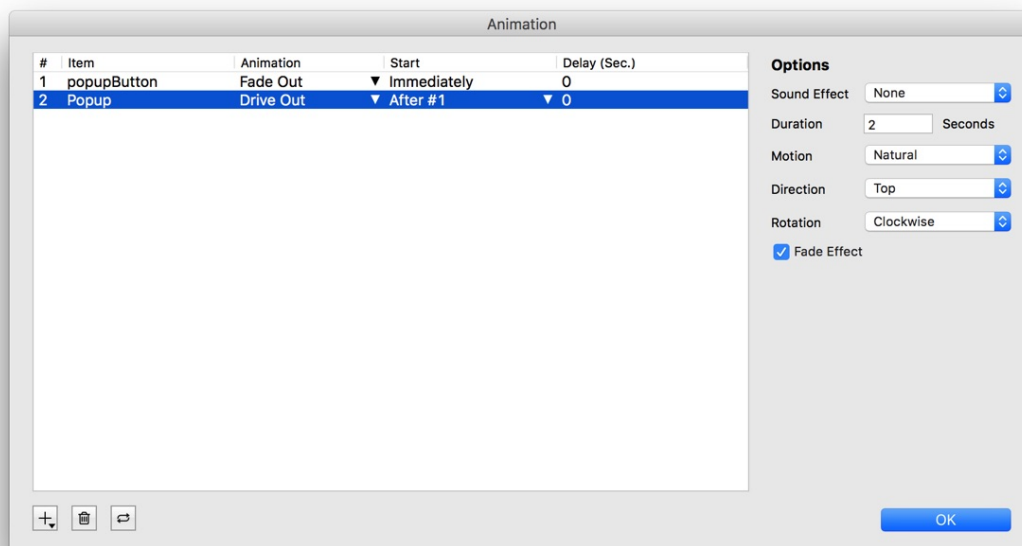 Animation
# Item Animation Start Delay (Sec.)
1 popupButton Fade Out Immediately 0
2 Popup Drive Out After #1 0
Options
Sound Effect None
Duration 2 Seconds
Motion Natural
Direction Top
Rotation Clockwise
Fade Effect
OK